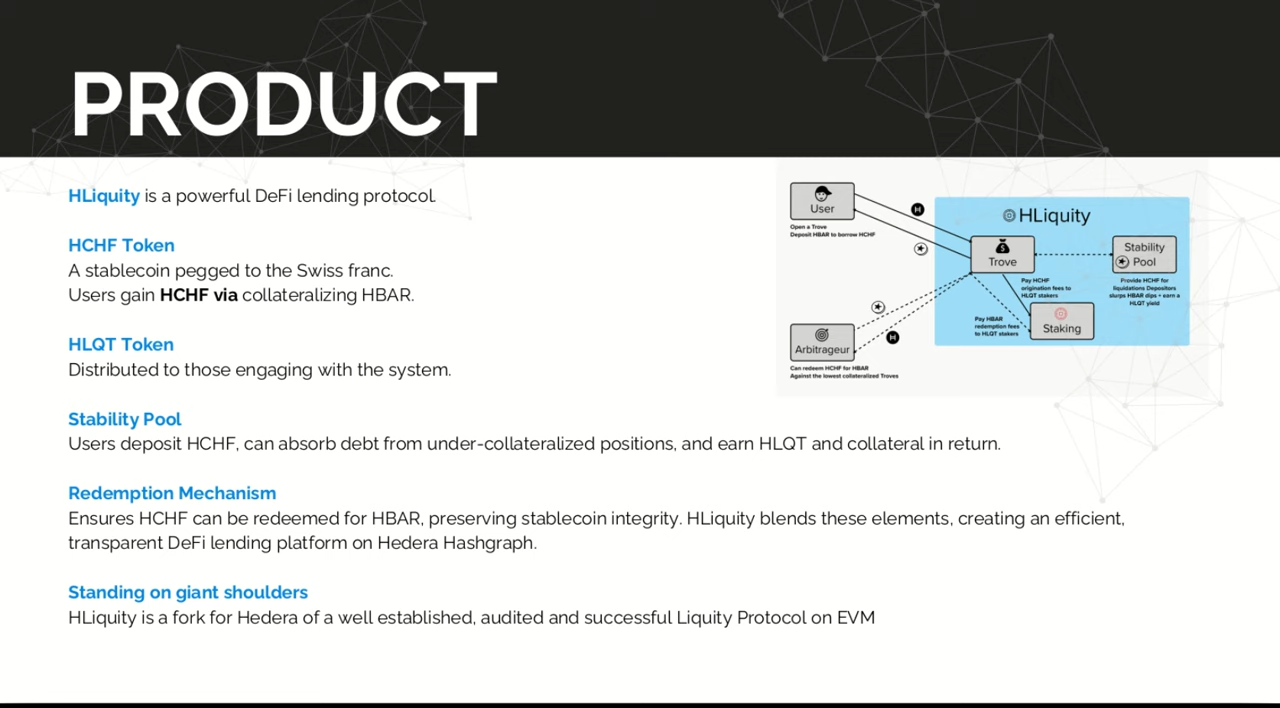 PRODUCT
HLiquity is a powerful DeFi lending protocol.
HCHF Token
A stablecoin pegged to the Swiss franc.
Users gain HCHF via collateralizing HBAR.
HLQT Token
Distributed to those engaging with the system.
Stability Pool
Users deposit HCHF, can absorb debt from under-collateralized positions, and earn HLQT and collateral in return.
Redemption Mechanism
Ensures HCHF can be redeemed for HBAR, preserving stablecoin integrity. HLiquity blends these elements, creating an efficient,
transparent DeFi lending platform on Hedera Hashgraph.
Standing on giant shoulders
HLiquity is a fork for Hedera of a well established, audited and successful Liquity Protocol on EVM
User
Open a Trove
Deposit HBAR to borrow HCHF
H
HLiquity
Trove
Stability
Pool
Pay HCHF
origination fees to
HLQT stakers
Provide HCHF for
liquidations Depositors
slurps HBAR dips + earn a
HLQT yield
Pay HBAR
redemption fees
to HLQT stakers
Staking
H
Arbitrageur
Can redeem HCHF for HBAR
Against the lowest collateralized Troves